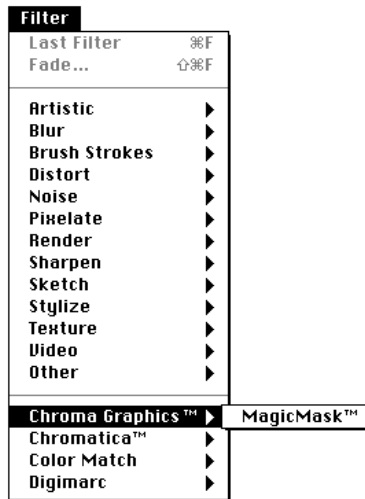 Filter
Last Filter ⌘F
Fade... ⇧⌘F
Artistic
Blur
Brush Strokes
Distort
Noise
Pixelate
Render
Sharpen
Sketch
Stylize
Texture
Video
Other
Chroma Graphics™ MagicMask™
Chromatica™
Color Match
Digimarc